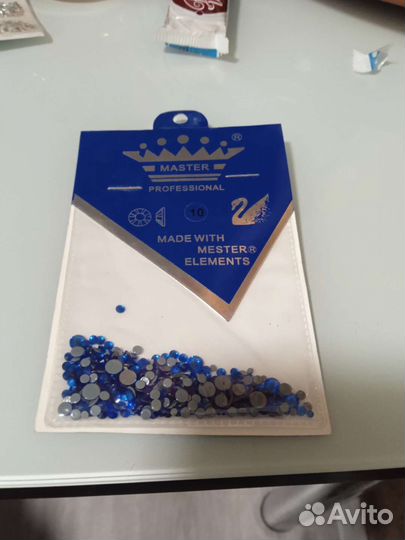 ®
MASTER
PROFESSIONAL
10
MADE WITH
MESTER®
ELEMENTS
Avito